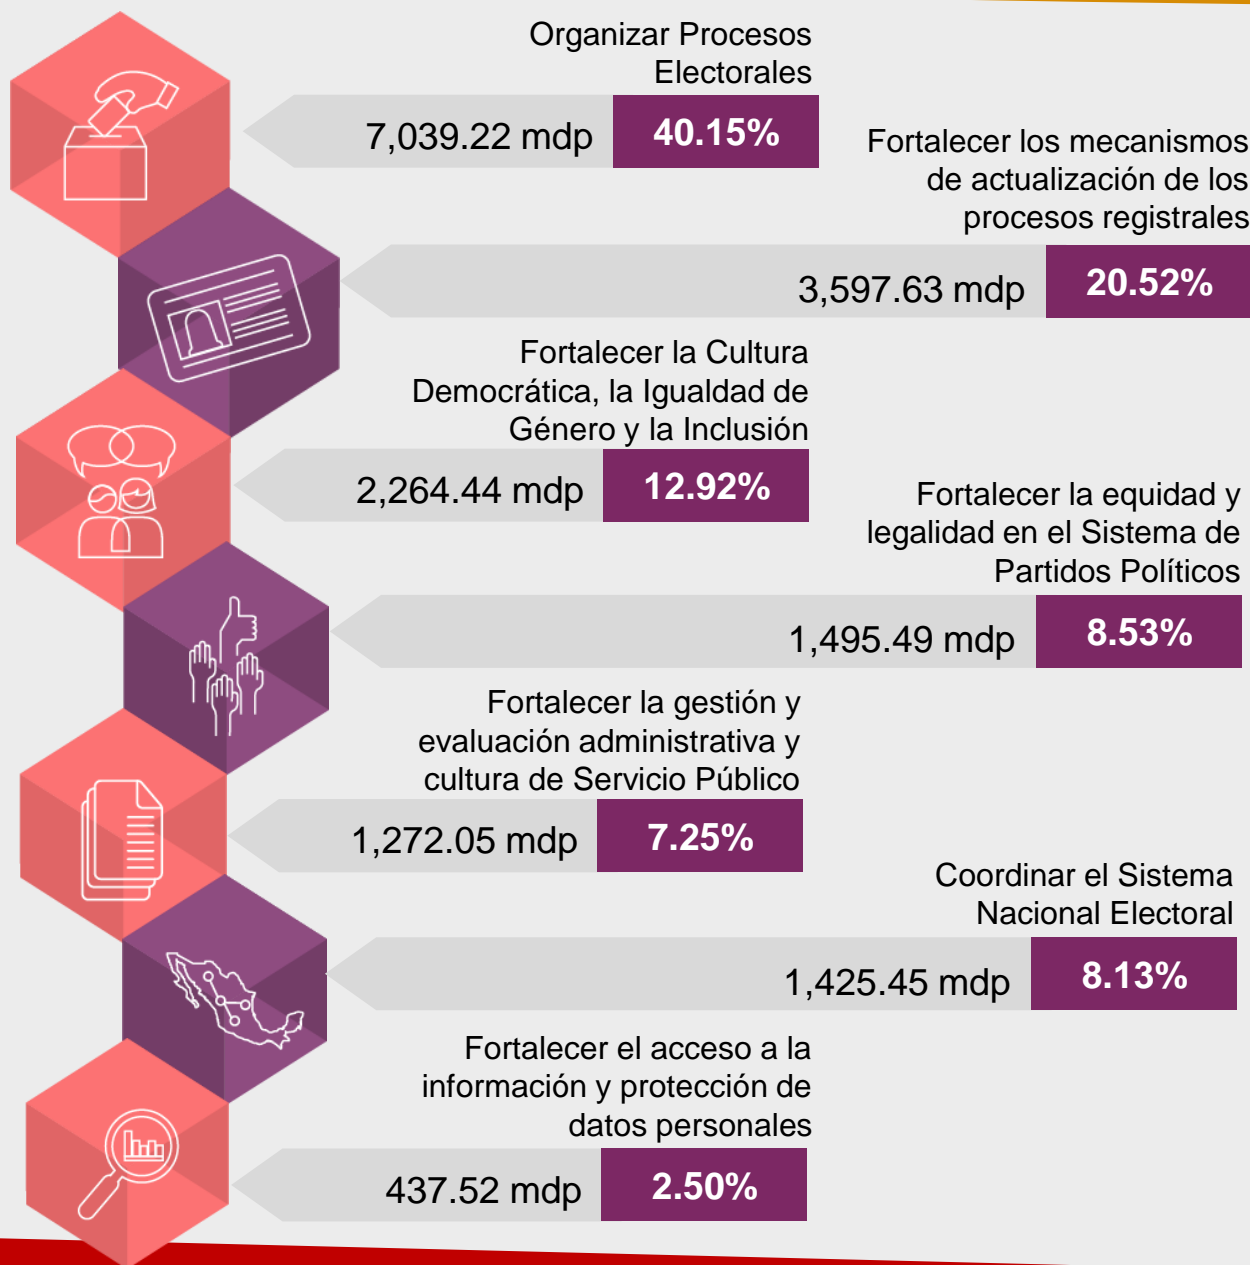 Organizar Procesos
Electorales
7,039.22 mdp 40.15%
Fortalecer los mecanismos
de actualización de los
procesos registrales
3,597.63 mdp 20.52%
Fortalecer la Cultura
Democrática, la Igualdad de
Género y la Inclusión
2,264.44 mdp 12.92%
Fortalecer la equidad y
legalidad en el Sistema de
Partidos Políticos
1,495.49 mdp 8.53%
Fortalecer la gestión y
evaluación administrativa y
cultura de Servicio Público
1,272.05 mdp 7.25%
Coordinar el Sistema
Nacional Electoral
1,425.45 mdp 8.13%
Fortalecer el acceso a la
información y protección de
datos personales
437.52 mdp 2.50%